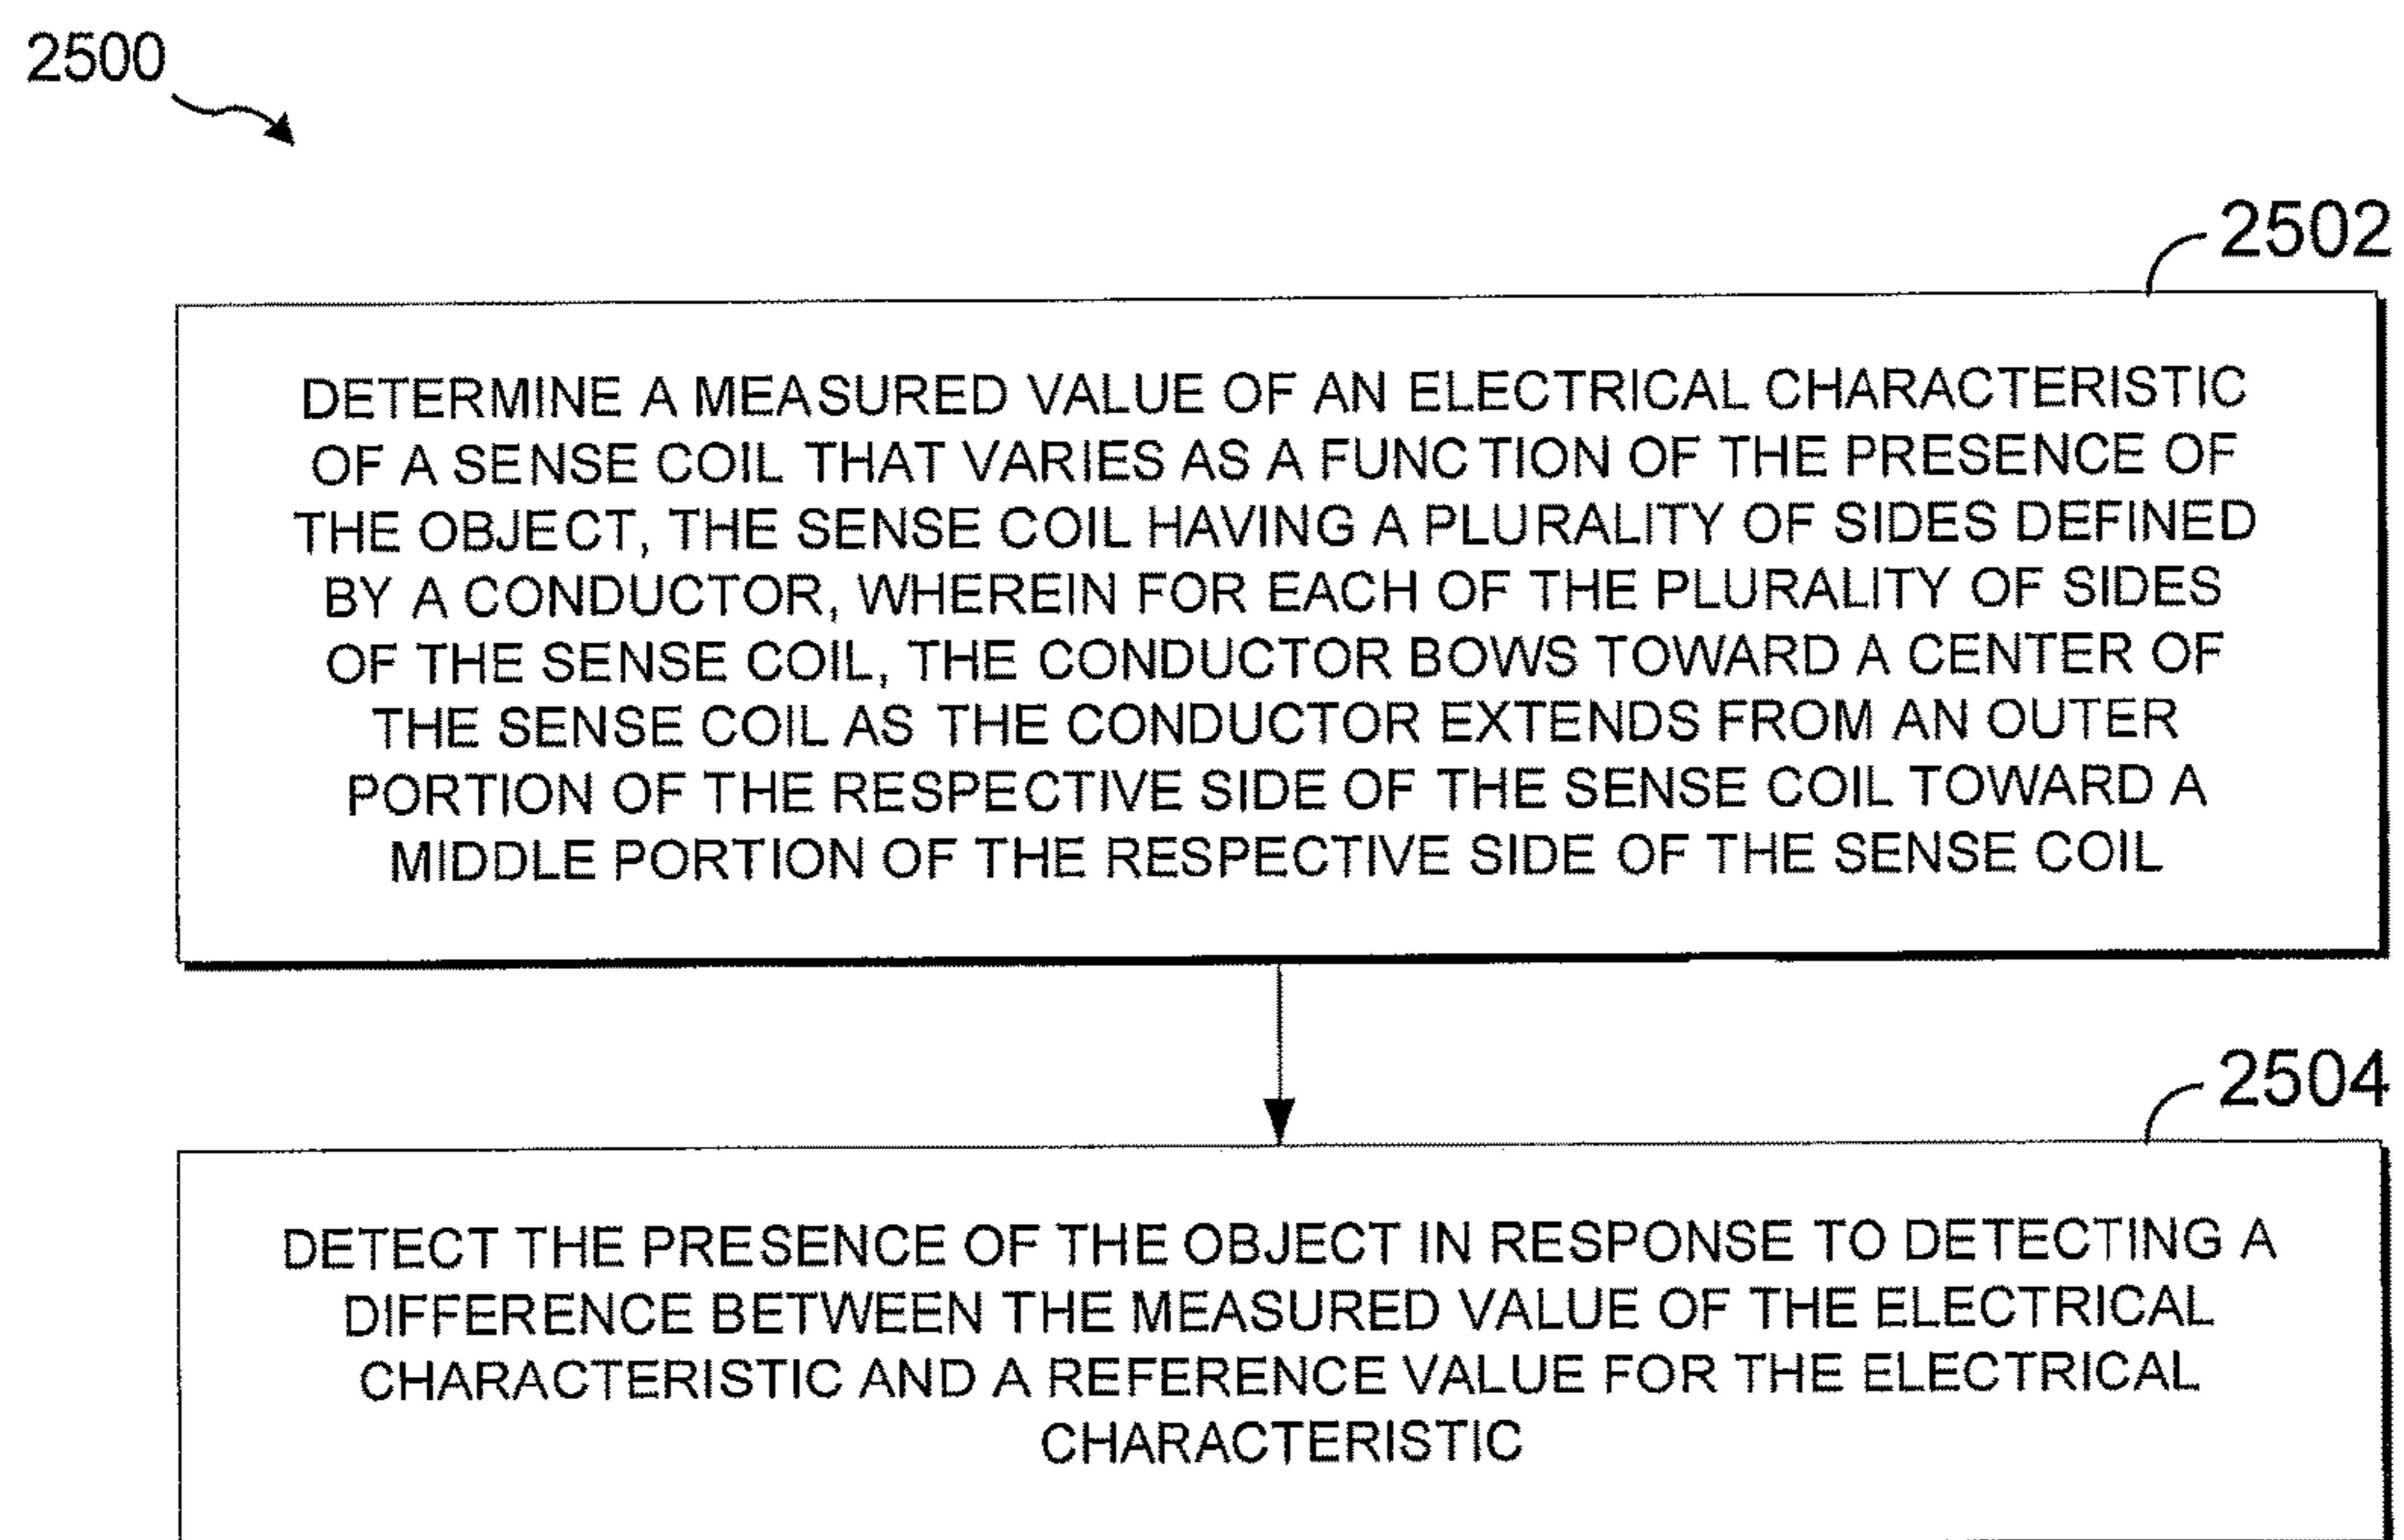 2500
2502
DETERMINE A MEASURED VALUE OF AN ELECTRICAL CHARACTERISTIC
OF A SENSE COIL THAT VARIES AS A FUNCTION OF THE PRESENCE OF
THE OBJECT, THE SENSE COIL HAVING A PLURALITY OF SIDES DEFINED
BY A CONDUCTOR, WHEREIN FOR EACH OF THE PLURALITY OF SIDES
OF THE SENSE COIL, THE CONDUCTOR BOWS TOWARD A CENTER OF
THE SENSE COIL AS THE CONDUCTOR EXTENDS FROM AN OUTER
PORTION OF THE RESPECTIVE SIDE OF THE SENSE COIL TOWARD A
MIDDLE PORTION OF THE RESPECTIVE SIDE OF THE SENSE COIL
2504
DETECT THE PRESENCE OF THE OBJECT IN RESPONSE TO DETECTING A
DIFFERENCE BETWEEN THE MEASURED VALUE OF THE ELECTRICAL
CHARACTERISTIC AND A REFERENCE VALUE FOR THE ELECTRICAL
CHARACTERISTIC